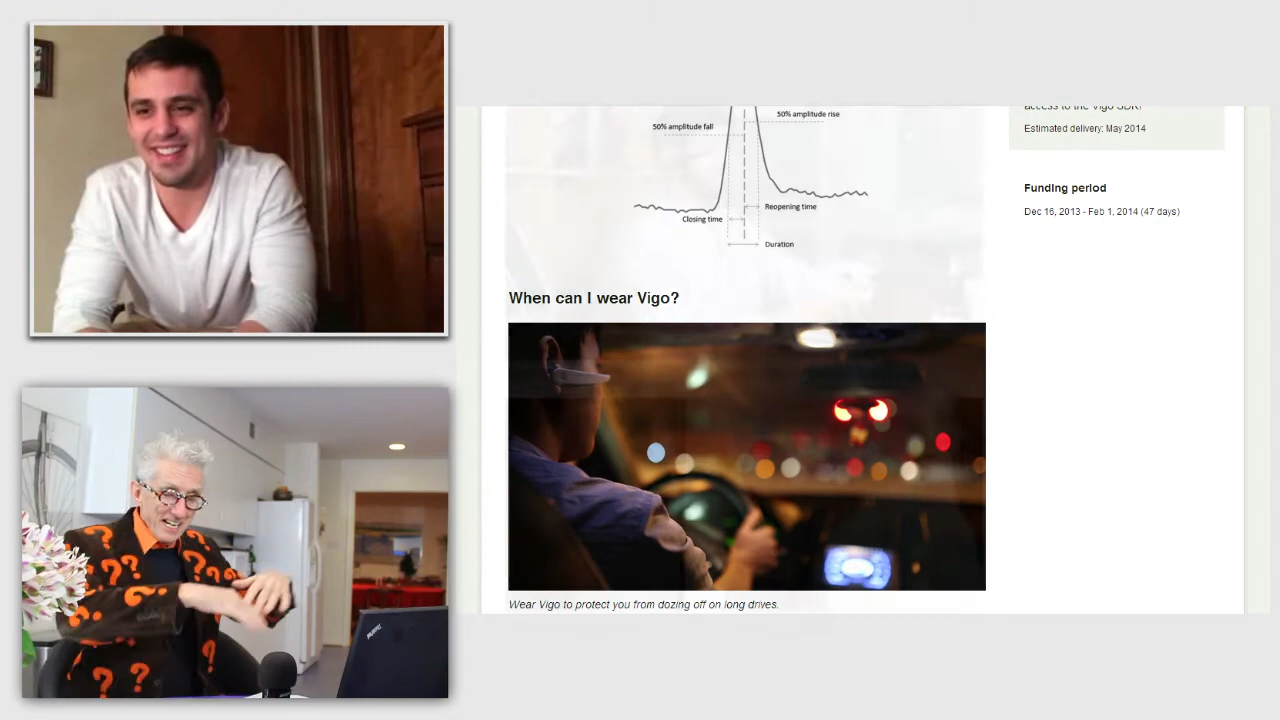 access to the Vigo SDK!
Estimated delivery: May 2014
50% amplitude rise
50% amplitude fall
Funding period
Dec 16, 2013 - Feb 1, 2014 (47 days)
Reopening time
Closing time
Duration
When can I wear Vigo?
Wear Vigo to protect you from dozing off on long drives.
ThinkPad